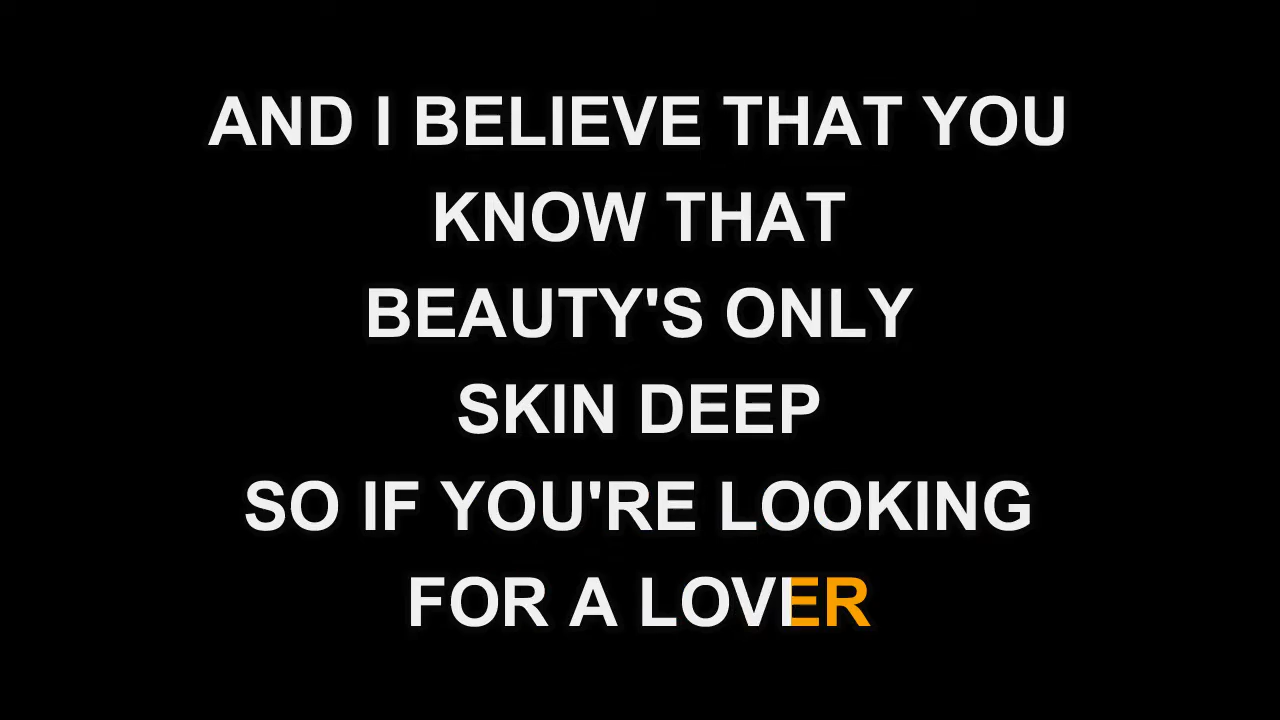 AND I BELIEVE THAT YOU
KNOW THAT
BEAUTY'S ONLY
SKIN DEEP
SO IF YOU'RE LOOKING
FOR A LOVER